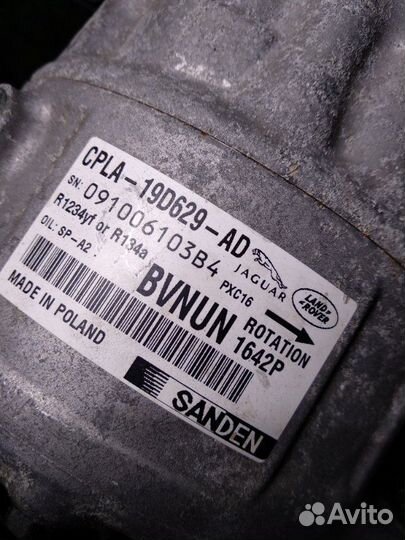 CPLA-19D629-AD
SN: 091006103B4
R1234yf or R134a
OIL: SP-A2
PXC16
JAGUAR
LAND-
-ROVER
BVNUN
ROTATION
1642P
MADE IN POLAND
SANDEN
Avito